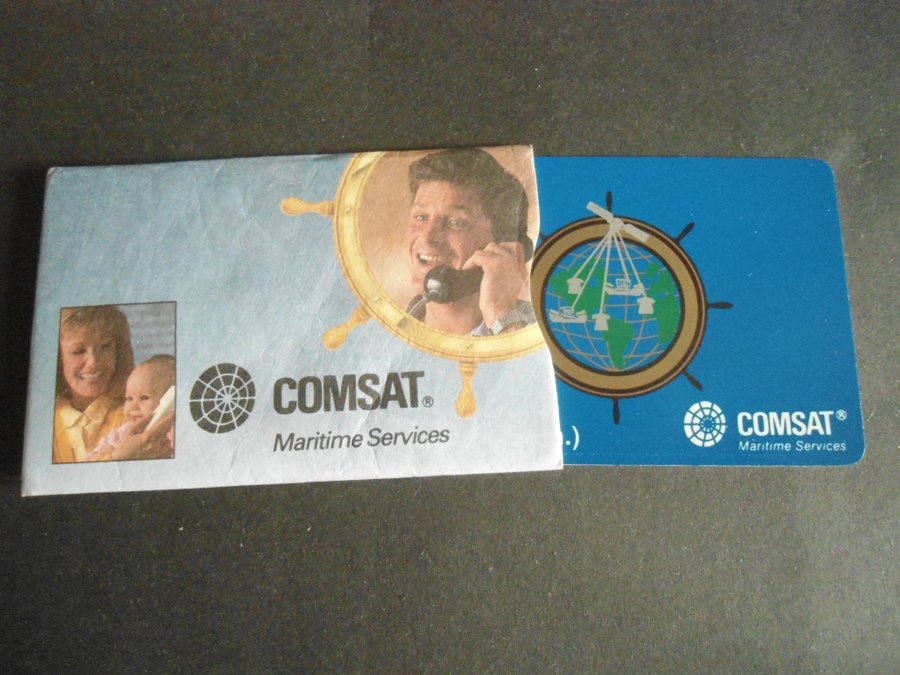 COMSAT®
Maritime Services
.)
COMSAT®
Maritime Services